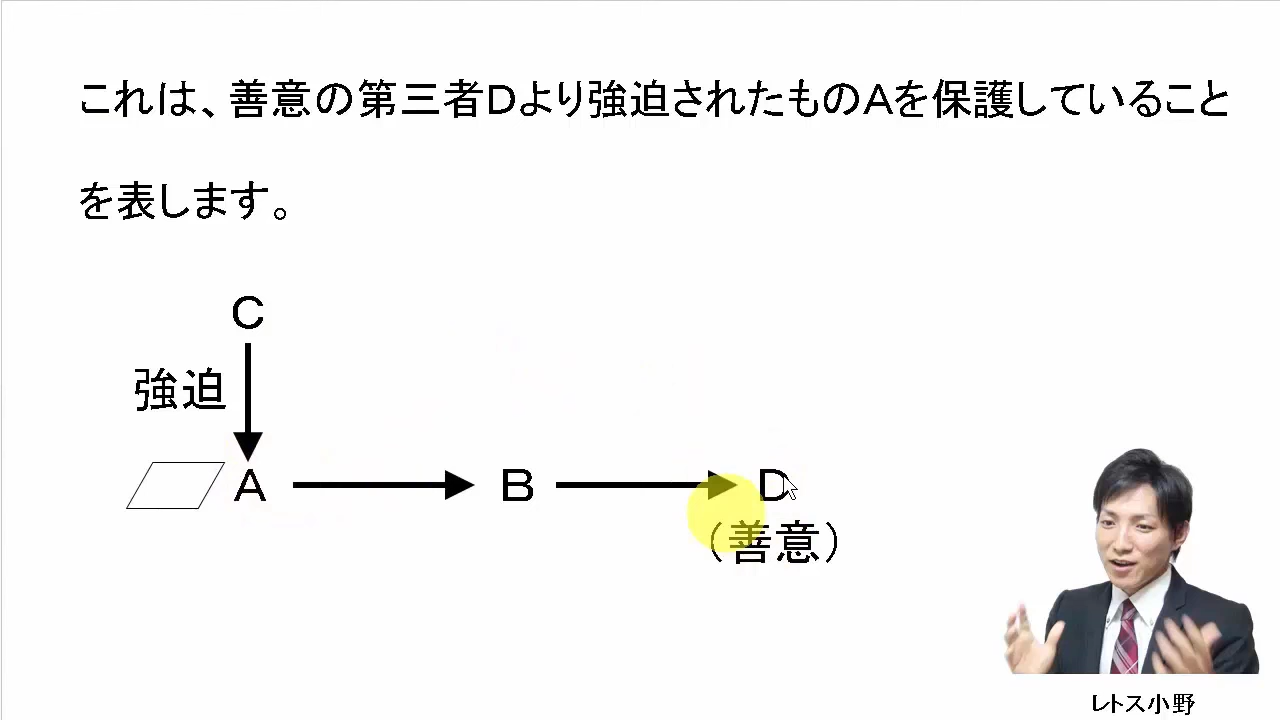 これは、善意の第三者Dより強迫されたものAを保護していること
を表します。
C
強迫
A
B
D
（善意）
レトス小野